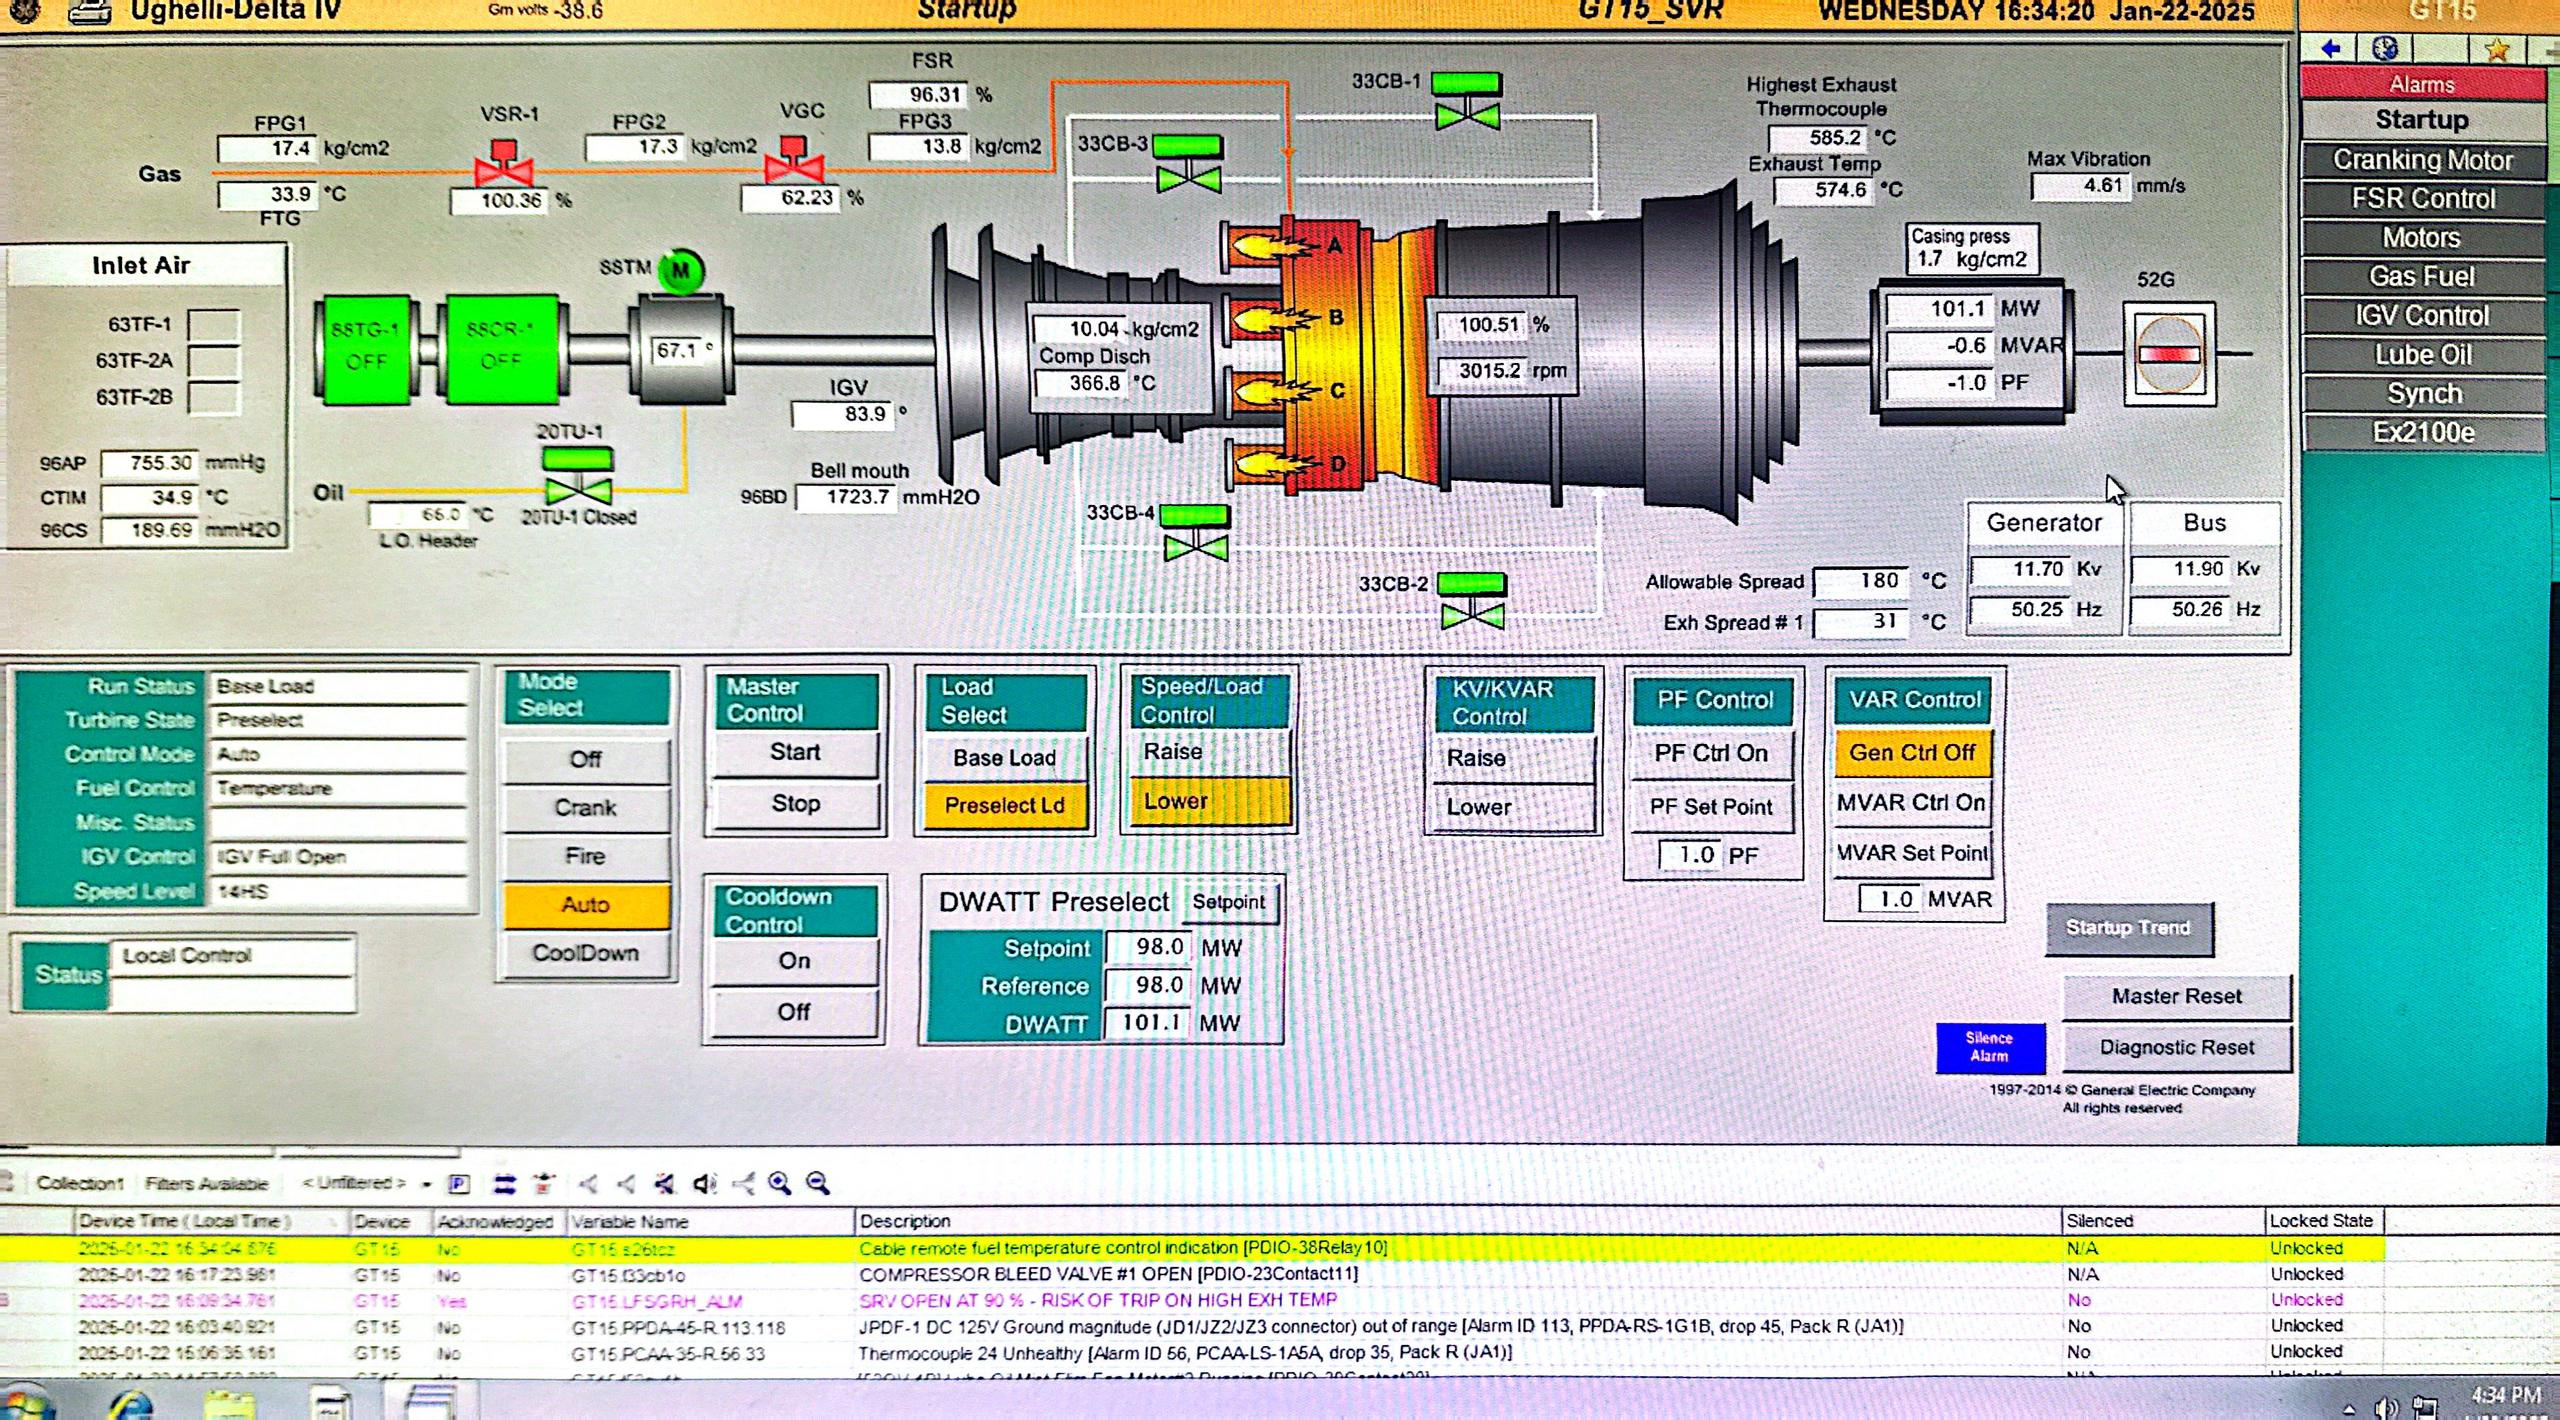 Ughelli-Delta IV
Grn volts -38.6
Startup
GT15_SVR
WEDNESDAY 16:34:20 Jan-22-2025
GT15
FSR
96.31 %
FPG1
17.4 kg/cm2
VSR-1
FPG2
17.3 kg/cm2
VGC
FPG3
13.8 kg/cm2
Gas
33.9 °C
FTG
100.36 %
62.23 %
33CB-1
33CB-3
Highest Exhaust
Thermocouple
585.2 °C
Exhaust Temp
574.6 °C
Max Vibration
4.61 mm/s
Inlet Air
63TF-1
63TF-2A
63TF-2B
96AP 755.30 mmHg
CTIM 34.9 °C
96CS 189.69 mmH2O
88TG-1
OFF
88CR-1
OFF
88TM M
67.1 °
IGV
83.9 °
20TU-1
Oil
66.0 °C
L.O. Header
20TU-1 Closed
Bell mouth
96BD 1723.7 mmH2O
10.04 kg/cm2
Comp Disch
366.8 °C
A
B
C
D
100.51 %
3015.2 rpm
Casing press
1.7 kg/cm2
101.1 MW
-0.6 MVAR
-1.0 PF
52G
33CB-4
33CB-2
Allowable Spread 180 °C
Exh Spread # 1 31 °C
Generator
11.70 Kv
50.25 Hz
Bus
11.90 Kv
50.26 Hz
Alarms
Startup
Cranking Motor
FSR Control
Motors
Gas Fuel
IGV Control
Lube Oil
Synch
Ex2100e
Run Status Base Load
Turbine State Preselect
Control Mode Auto
Fuel Control Temperature
Misc. Status
IGV Control IGV Full Open
Speed Level 14HS
Status Local Control
Mode
Select
Off
Crank
Fire
Auto
CoolDown
Master
Control
Start
Stop
Cooldown
Control
On
Off
Load
Select
Base Load
Preselect Ld
Speed/Load
Control
Raise
Lower
DWATT Preselect Setpoint
Setpoint 98.0 MW
Reference 98.0 MW
DWATT 101.1 MW
KV/KVAR
Control
Raise
Lower
PF Control
PF Ctrl On
PF Set Point
1.0 PF
VAR Control
Gen Ctrl Off
MVAR Ctrl On
MVAR Set Point
1.0 MVAR
Startup Trend
Master Reset
Silence
Alarm
Diagnostic Reset
1997-2014 © General Electric Company
All rights reserved
Collection1 Filters Available < Unfiltered >
Device Time ( Local Time ) Device Acknowledged Variable Name Description Silenced Locked State
2025-01-22 16:34:04.676 GT15 No GT15.s26tcz Cable remote fuel temperature control indication [PDIO-38Relay10] N/A Unlocked
2025-01-22 16:17:23.961 GT15 No GT15.l33cb1o COMPRESSOR BLEED VALVE #1 OPEN [PDIO-23Contact11] N/A Unlocked
2025-01-22 16:09:34.761 GT15 Yes GT15.LFSGRH_ALM SRV OPEN AT 90 % - RISK OF TRIP ON HIGH EXH TEMP No Unlocked
2025-01-22 16:03:40.921 GT15 No GT15.PPDA-45-R.113.118 JPDF-1 DC 125V Ground magnitude (JD1/JZ2/JZ3 connector) out of range [Alarm ID 113, PPDA-RS-1G1B, drop 45, Pack R (JA1)] No Unlocked
2025-01-22 15:06:35.161 GT15 No GT15.PCAA-35-R.56.33 Thermocouple 24 Unhealthy [Alarm ID 56, PCAA-LS-1A5A, drop 35, Pack R (JA1)] No Unlocked
4:34 PM